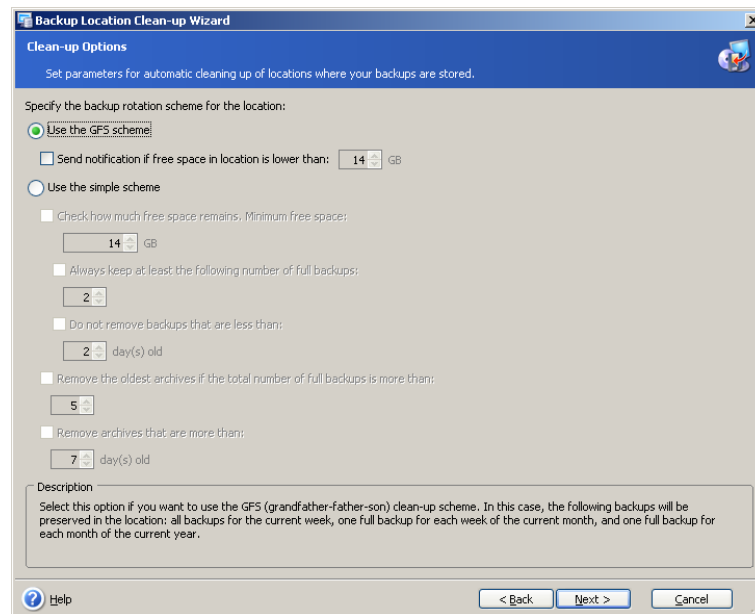 Backup Location Clean-up Wizard
Clean-up Options
Set parameters for automatic cleaning up of locations where your backups are stored.
Specify the backup rotation scheme for the location:
Use the GFS scheme
Send notification if free space in location is lower than: 14 GB
Use the simple scheme
Check how much free space remains. Minimum free space:
14 GB
Always keep at least the following number of full backups:
2
Do not remove backups that are less than:
2 day(s) old
Remove the oldest archives if the total number of full backups is more than:
5
Remove archives that are more than:
7 day(s) old
Description
Select this option if you want to use the GFS (grandfather-father-son) clean-up scheme. In this case, the following backups will be
preserved in the location: all backups for the current week, one full backup for each week of the current month, and one full backup for
each month of the current year.
? Help < Back Next > Cancel